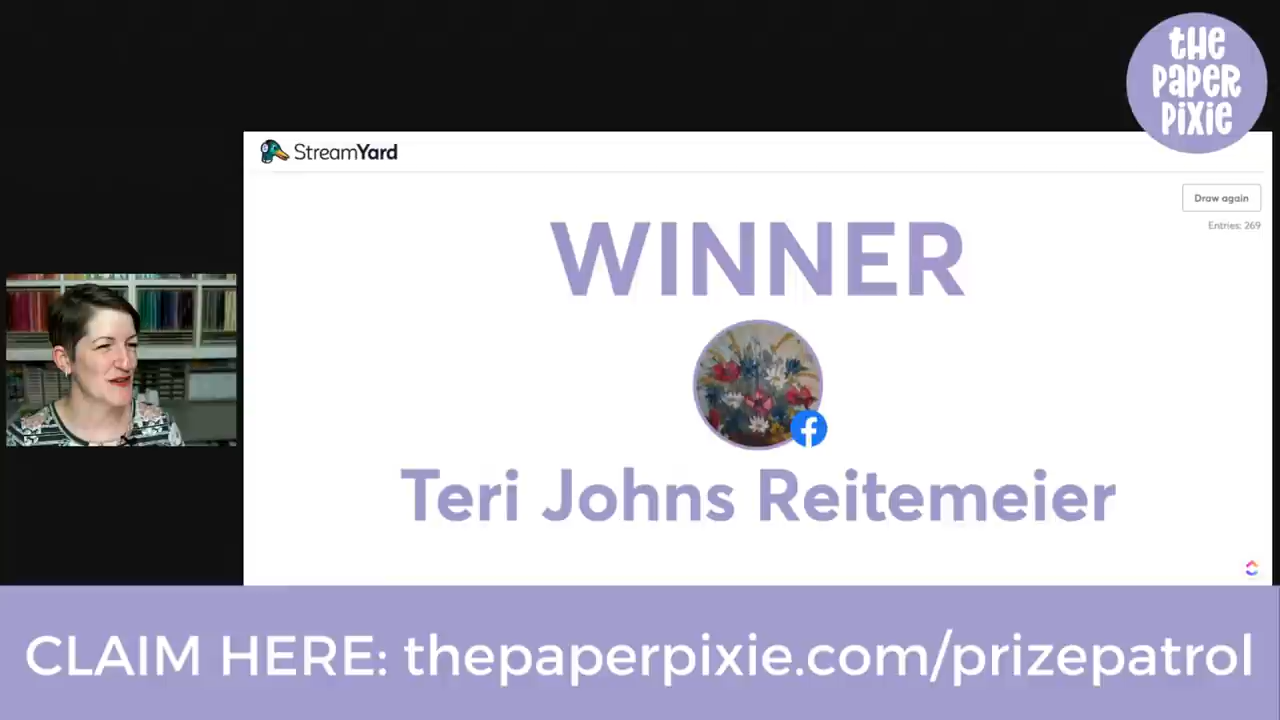 the
PAPER
PiXiE
StreamYard
Draw again
Entries: 269
WINNER
Teri Johns Reitemeier
CLAIM HERE: thepaperpixie.com/prizepatrol